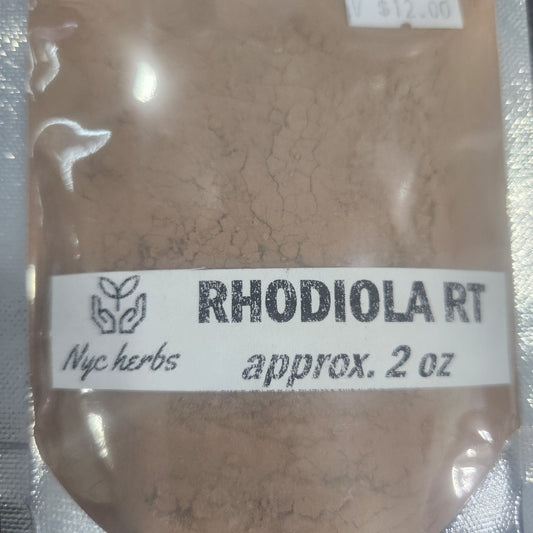 V $12.00
RHODIOLA RT
Nyc herbs
approx. 2 oz